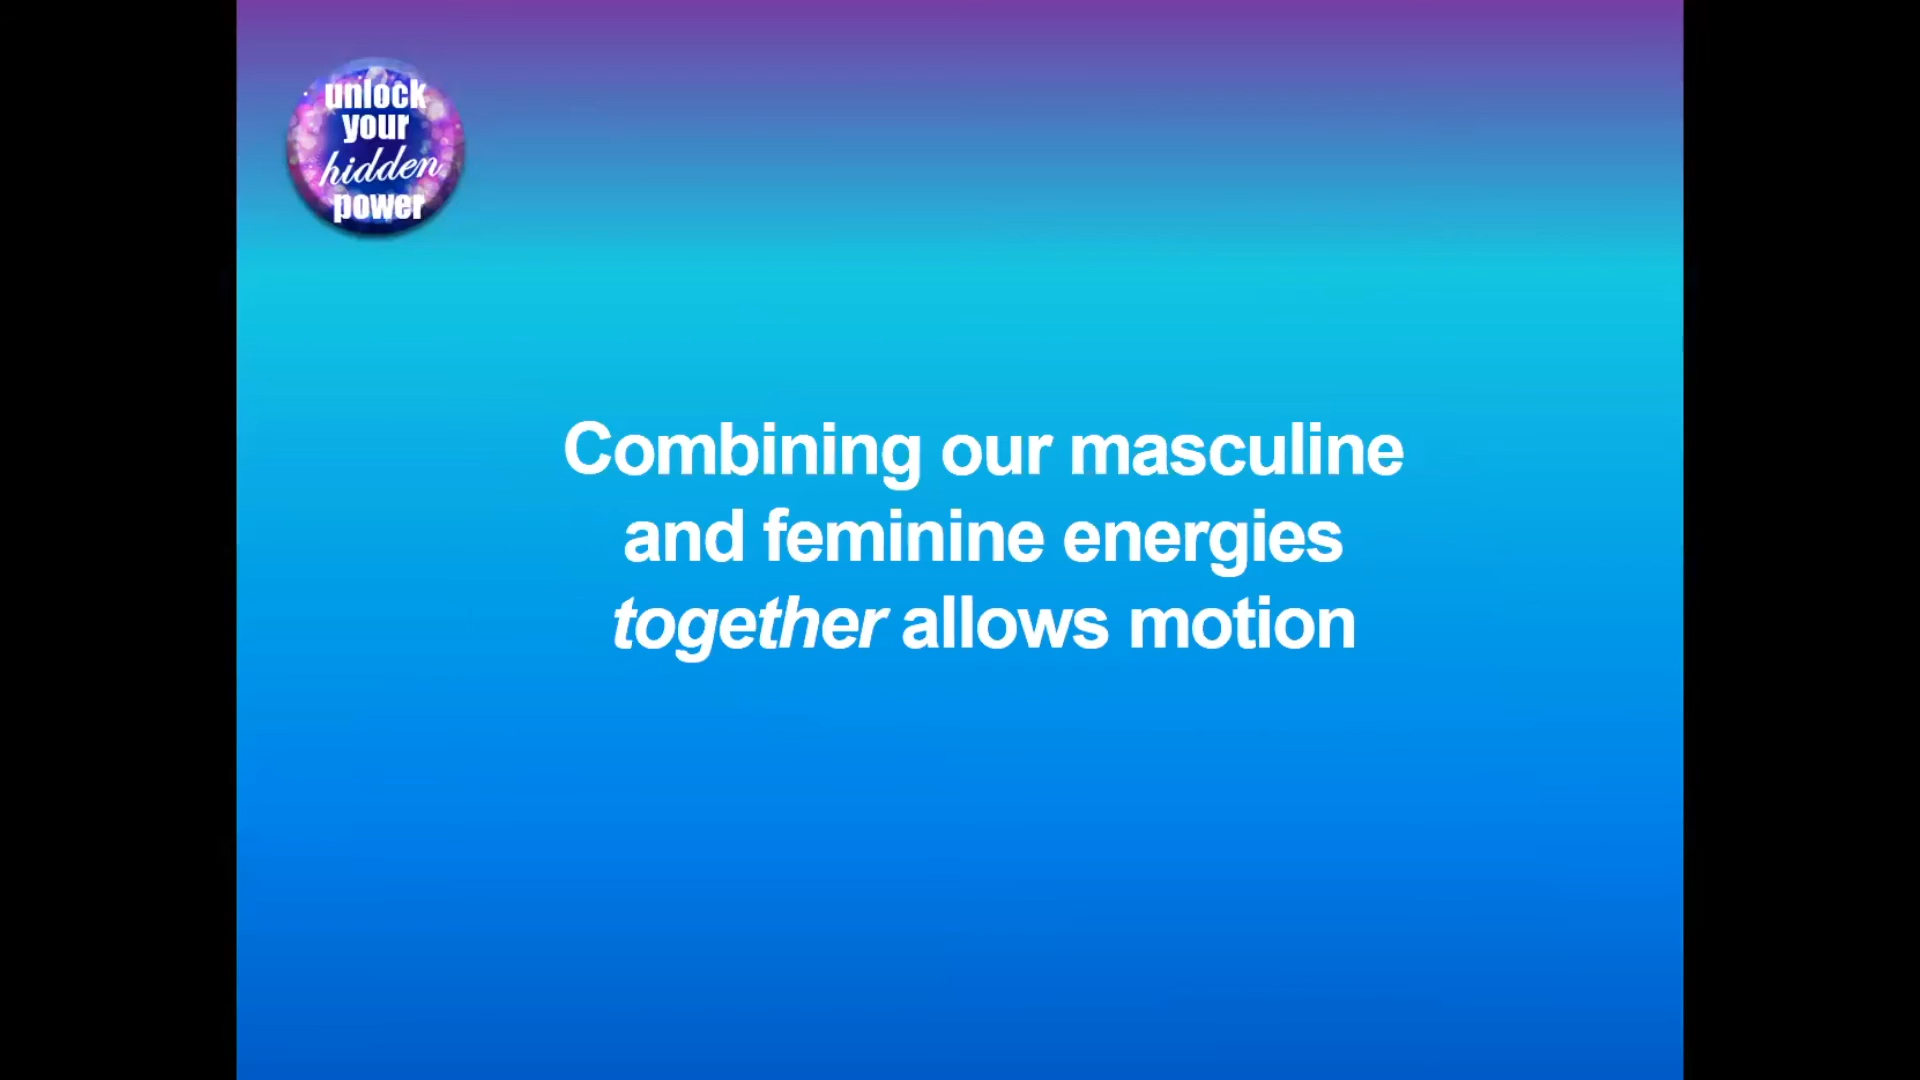 unlock
your
hidden
power
Combining our masculine
and feminine energies
together allows motion